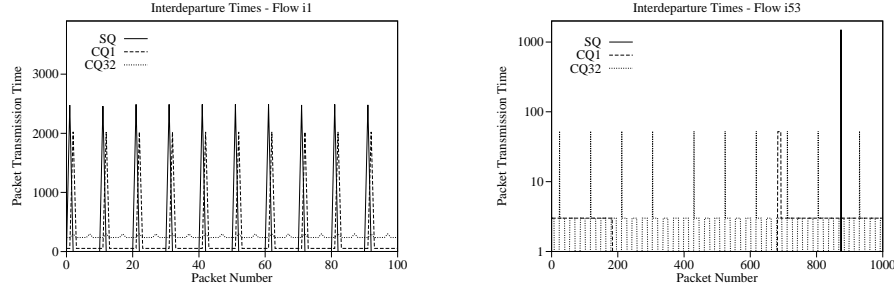 Interdeparture Times - Flow i1
SQ
CQ1
CQ32
3000
2000
1000
0
Packet Transmission Time
0 20 40 60 80 100
Packet Number
Interdeparture Times - Flow i53
SQ
CQ1
CQ32
1000
100
10
1
Packet Transmission Time
0 200 400 600 800 1000
Packet Number